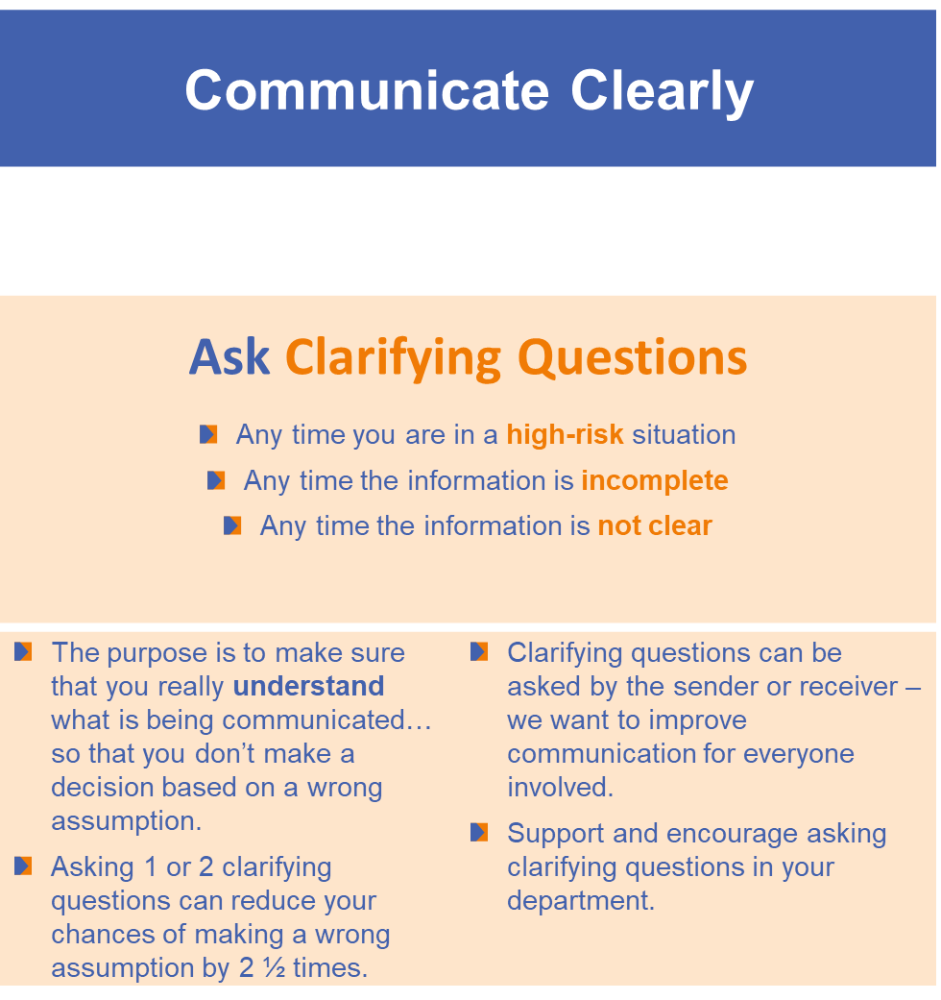 Communicate Clearly
Ask Clarifying Questions
Any time you are in a high-risk situation
Any time the information is incomplete
Any time the information is not clear
The purpose is to make sure
that you really understand
what is being communicated…
so that you don’t make a
decision based on a wrong
assumption.
Asking 1 or 2 clarifying
questions can reduce your
chances of making a wrong
assumption by 2 ½ times.
Clarifying questions can be
asked by the sender or receiver –
we want to improve
communication for everyone
involved.
Support and encourage asking
clarifying questions in your
department.